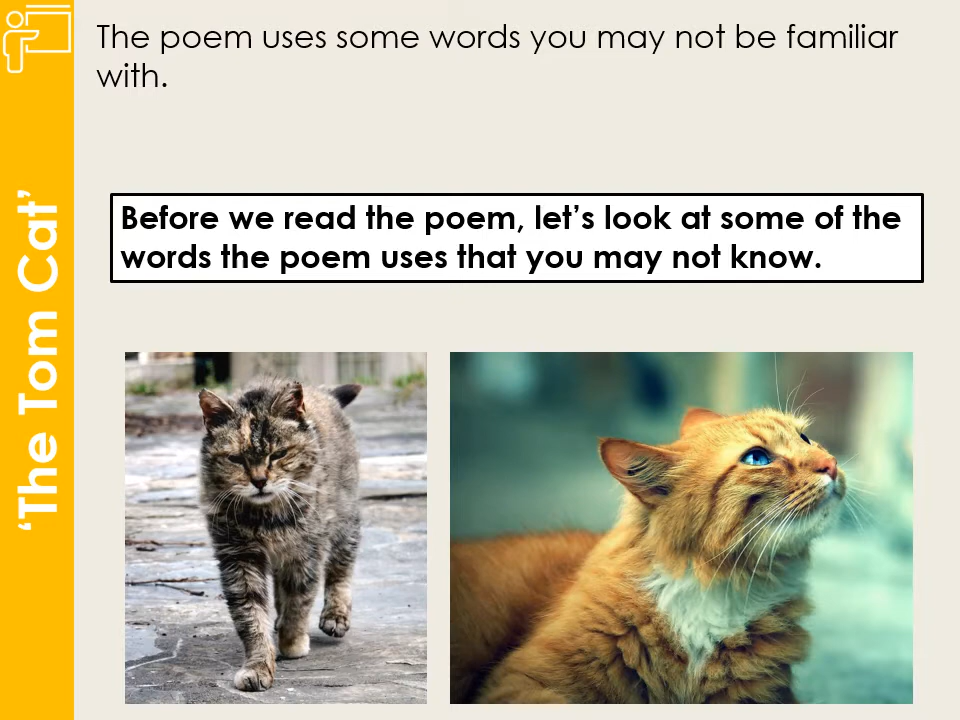 The poem uses some words you may not be familiar
with.
Before we read the poem, let’s look at some of the
words the poem uses that you may not know.
‘The Tom Cat’